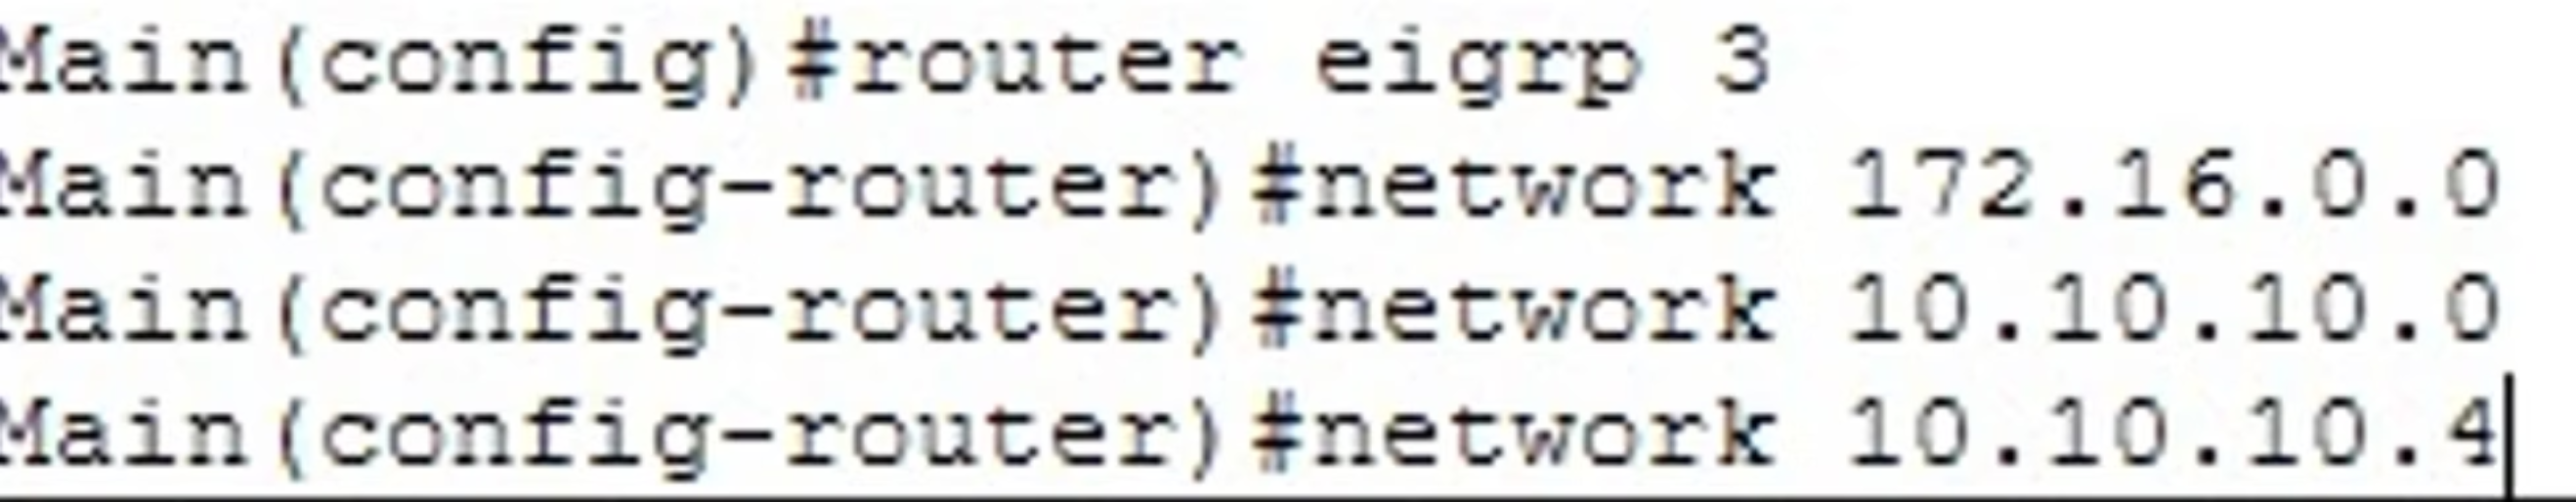 Main(config)#router eigrp 3
Main(config-router)#network 172.16.0.0
Main(config-router)#network 10.10.10.0
Main(config-router)#network 10.10.10.4